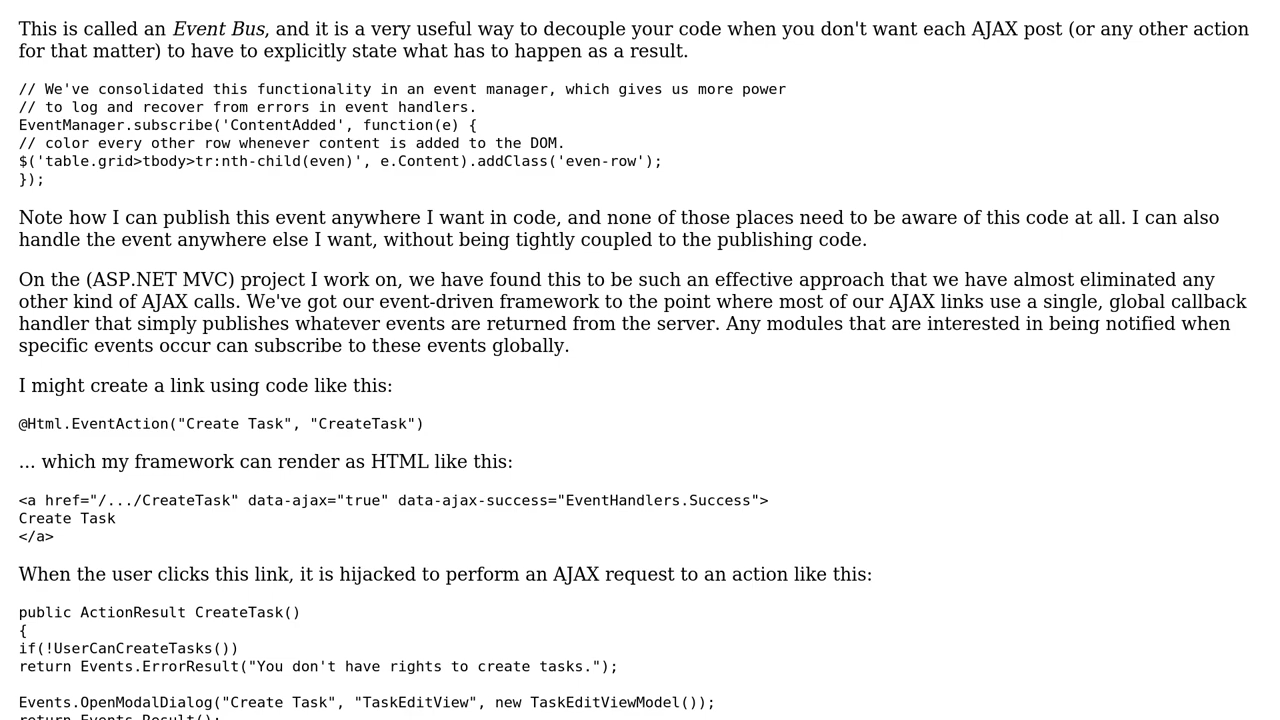 This is called an Event Bus, and it is a very useful way to decouple your code when you don't want each AJAX post (or any other action
for that matter) to have to explicitly state what has to happen as a result.
// We've consolidated this functionality in an event manager, which gives us more power
// to log and recover from errors in event handlers.
EventManager.subscribe('ContentAdded', function(e) {
// color every other row whenever content is added to the DOM.
$('table.grid>tbody>tr:nth-child(even)', e.Content).addClass('even-row');
});
Note how I can publish this event anywhere I want in code, and none of those places need to be aware of this code at all. I can also
handle the event anywhere else I want, without being tightly coupled to the publishing code.
On the (ASP.NET MVC) project I work on, we have found this to be such an effective approach that we have almost eliminated any
other kind of AJAX calls. We've got our event-driven framework to the point where most of our AJAX links use a single, global callback
handler that simply publishes whatever events are returned from the server. Any modules that are interested in being notified when
specific events occur can subscribe to these events globally.
I might create a link using code like this:
@Html.EventAction("Create Task", "CreateTask")
... which my framework can render as HTML like this:
<a href="/.../CreateTask" data-ajax="true" data-ajax-success="EventHandlers.Success">
Create Task
</a>
When the user clicks this link, it is hijacked to perform an AJAX request to an action like this:
public ActionResult CreateTask()
{
if(!UserCanCreateTasks())
return Events.ErrorResult("You don't have rights to create tasks.");
Events.OpenModalDialog("Create Task", "TaskEditView", new TaskEditViewModel());
return Events.Result();